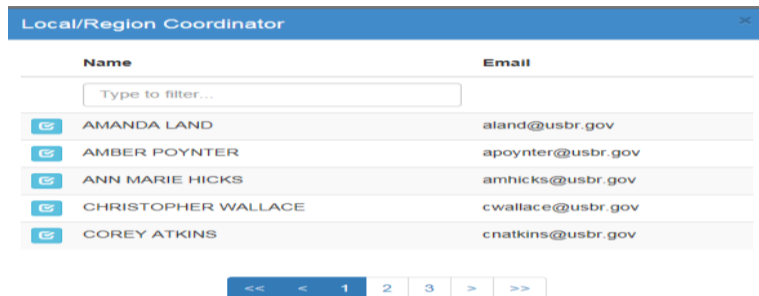 Local/Region Coordinator ×
Name Email
Type to filter...
AMANDA LAND aland@usbr.gov
AMBER POYNTER apoynter@usbr.gov
ANN MARIE HICKS amhicks@usbr.gov
CHRISTOPHER WALLACE cwallace@usbr.gov
COREY ATKINS cnatkins@usbr.gov
<< < 1 2 3 > >>